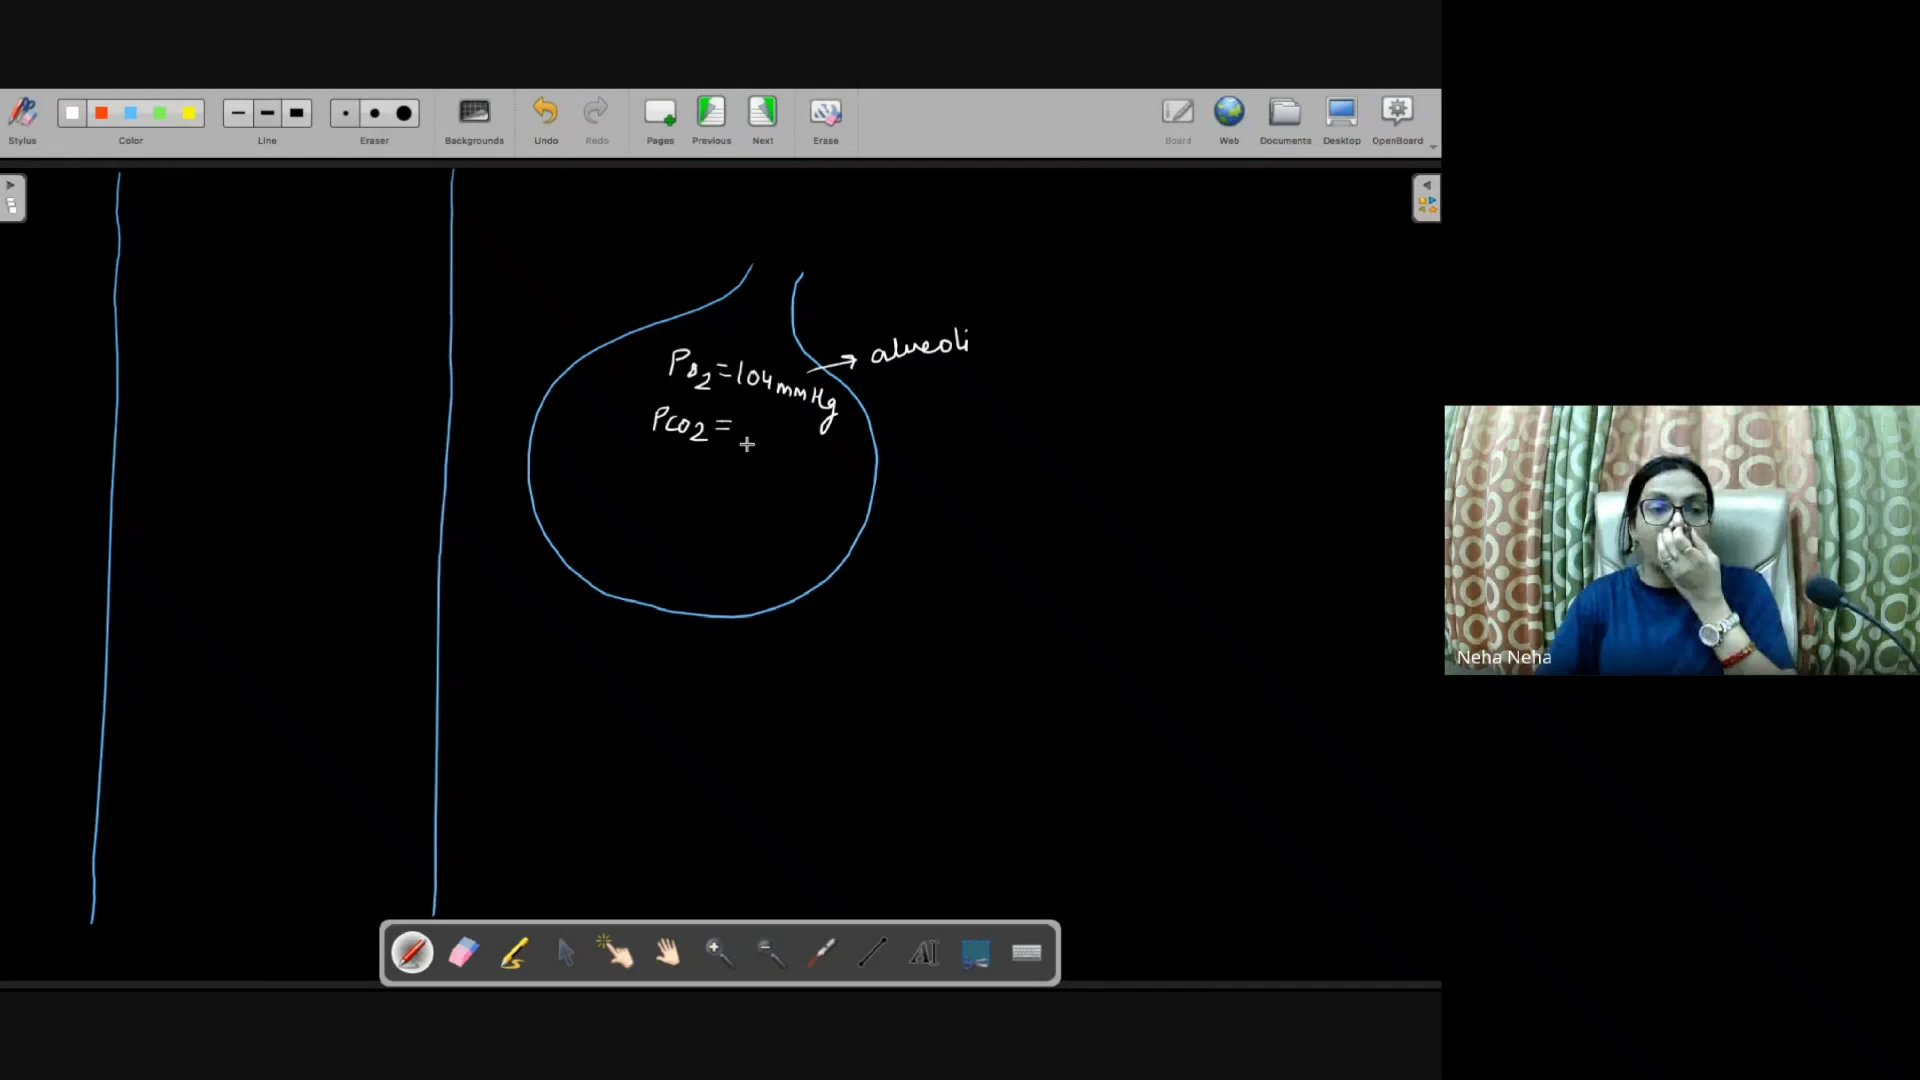 Stylus
Color
Line
Eraser
Backgrounds
Undo
Redo
Pages
Previous
Next
Erase
Board
Web
Documents
Desktop
OpenBoard
alveoli
PO2 = 104 mmHg
PCO2 =
Neha Neha
AI